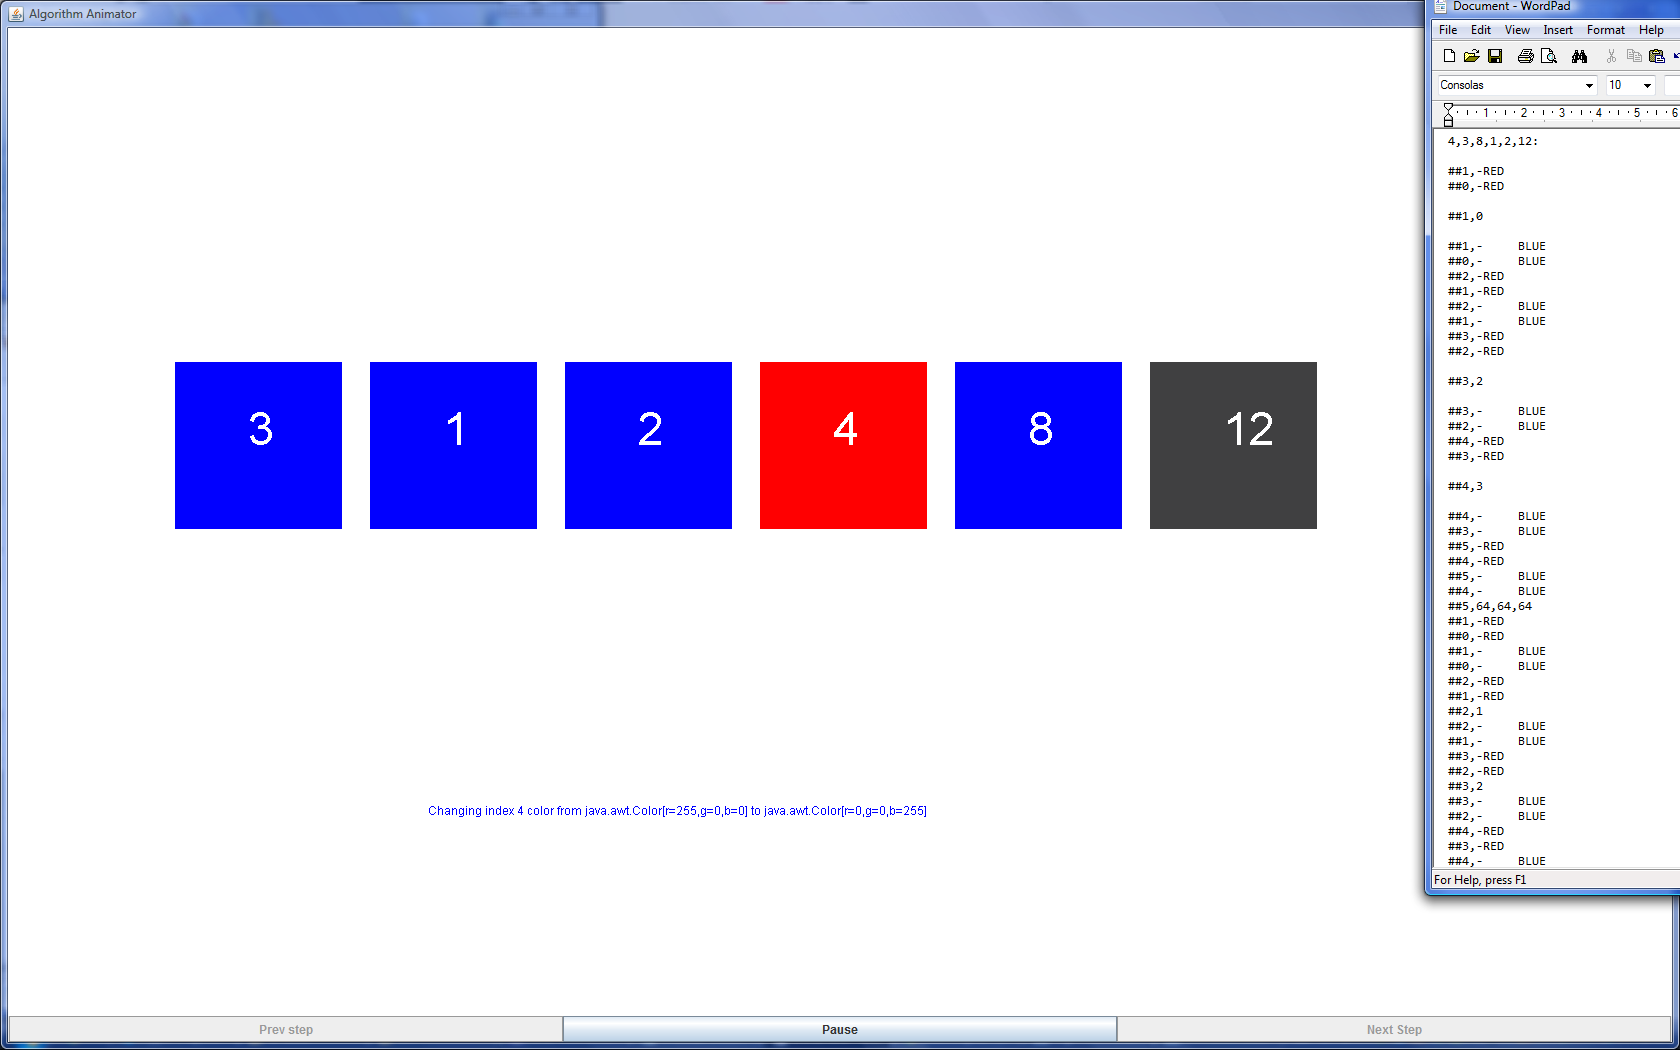 Algorithm Animator
3 1 2 4 8 12
Changing index 4 color from java.awt.Color[r=255,g=0,b=0] to java.awt.Color[r=0,g=0,b=255]
Prev step Pause Next Step
Document - WordPad
File Edit View Insert Format Help
Consolas 10
1 2 3 4 5 6
4,3,8,1,2,12:
##1,-RED
##0,-RED
##1,0
##1,- BLUE
##0,- BLUE
##2,-RED
##1,-RED
##2,- BLUE
##1,- BLUE
##3,-RED
##2,-RED
##3,2
##3,- BLUE
##2,- BLUE
##4,-RED
##3,-RED
##4,3
##4,- BLUE
##3,- BLUE
##5,-RED
##4,-RED
##5,- BLUE
##4,- BLUE
##5,64,64,64
##1,-RED
##0,-RED
##1,- BLUE
##0,- BLUE
##2,-RED
##1,-RED
##2,1
##2,- BLUE
##1,- BLUE
##3,-RED
##2,-RED
##3,2
##3,- BLUE
##2,- BLUE
##4,-RED
##3,-RED
##4,- BLUE
For Help, press F1